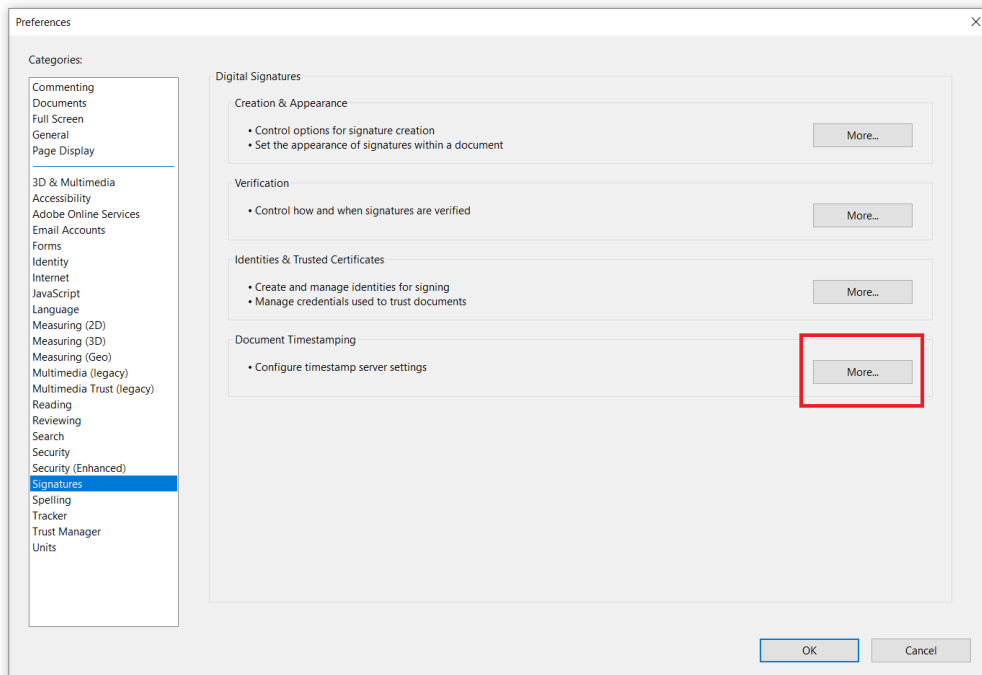 Preferences
Categories:
Commenting
Documents
Full Screen
General
Page Display
3D & Multimedia
Accessibility
Adobe Online Services
Email Accounts
Forms
Identity
Internet
JavaScript
Language
Measuring (2D)
Measuring (3D)
Measuring (Geo)
Multimedia (legacy)
Multimedia Trust (legacy)
Reading
Reviewing
Search
Security
Security (Enhanced)
Signatures
Spelling
Tracker
Trust Manager
Units
Digital Signatures
Creation & Appearance
• Control options for signature creation
• Set the appearance of signatures within a document
More...
Verification
• Control how and when signatures are verified
More...
Identities & Trusted Certificates
• Create and manage identities for signing
• Manage credentials used to trust documents
More...
Document Timestamping
• Configure timestamp server settings
More...
OK
Cancel